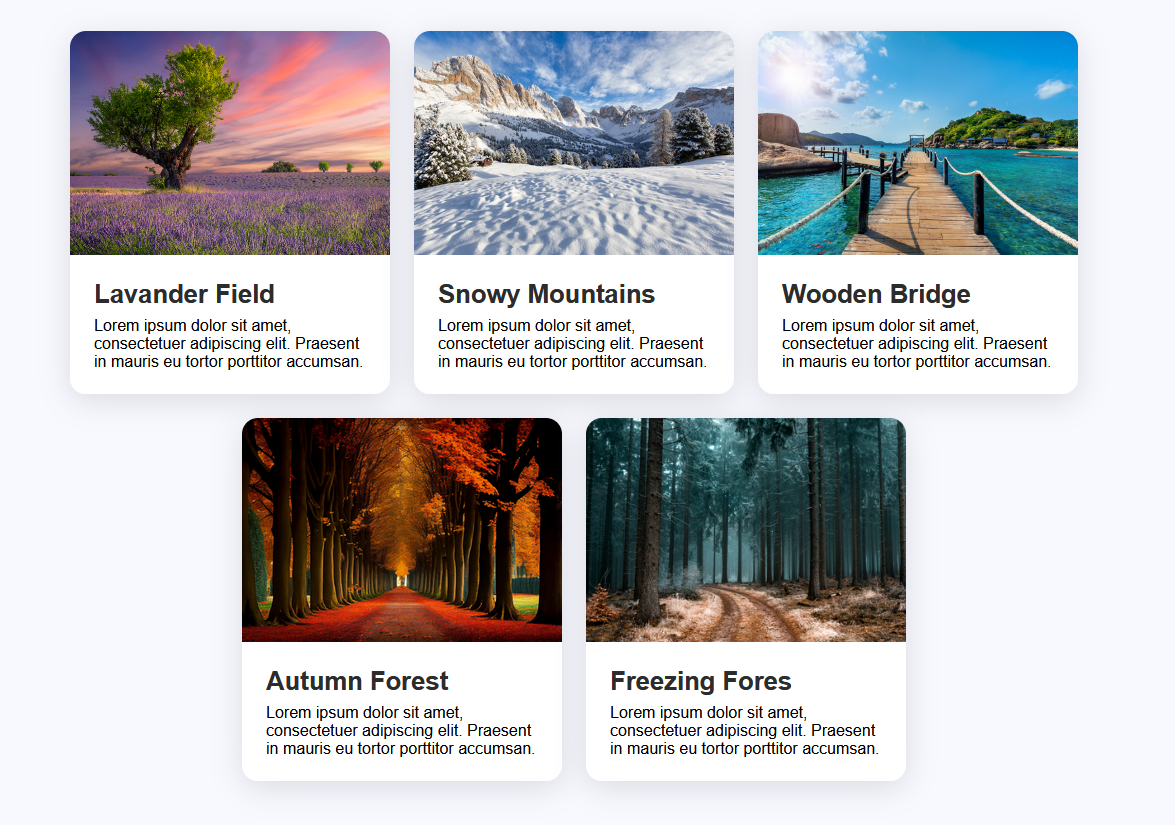 Lavander Field
Lorem ipsum dolor sit amet,
consectetuer adipiscing elit. Praesent
in mauris eu tortor porttitor accumsan.
Snowy Mountains
Lorem ipsum dolor sit amet,
consectetuer adipiscing elit. Praesent
in mauris eu tortor porttitor accumsan.
Wooden Bridge
Lorem ipsum dolor sit amet,
consectetuer adipiscing elit. Praesent
in mauris eu tortor porttitor accumsan.
Autumn Forest
Lorem ipsum dolor sit amet,
consectetuer adipiscing elit. Praesent
in mauris eu tortor porttitor accumsan.
Freezing Fores
Lorem ipsum dolor sit amet,
consectetuer adipiscing elit. Praesent
in mauris eu tortor porttitor accumsan.